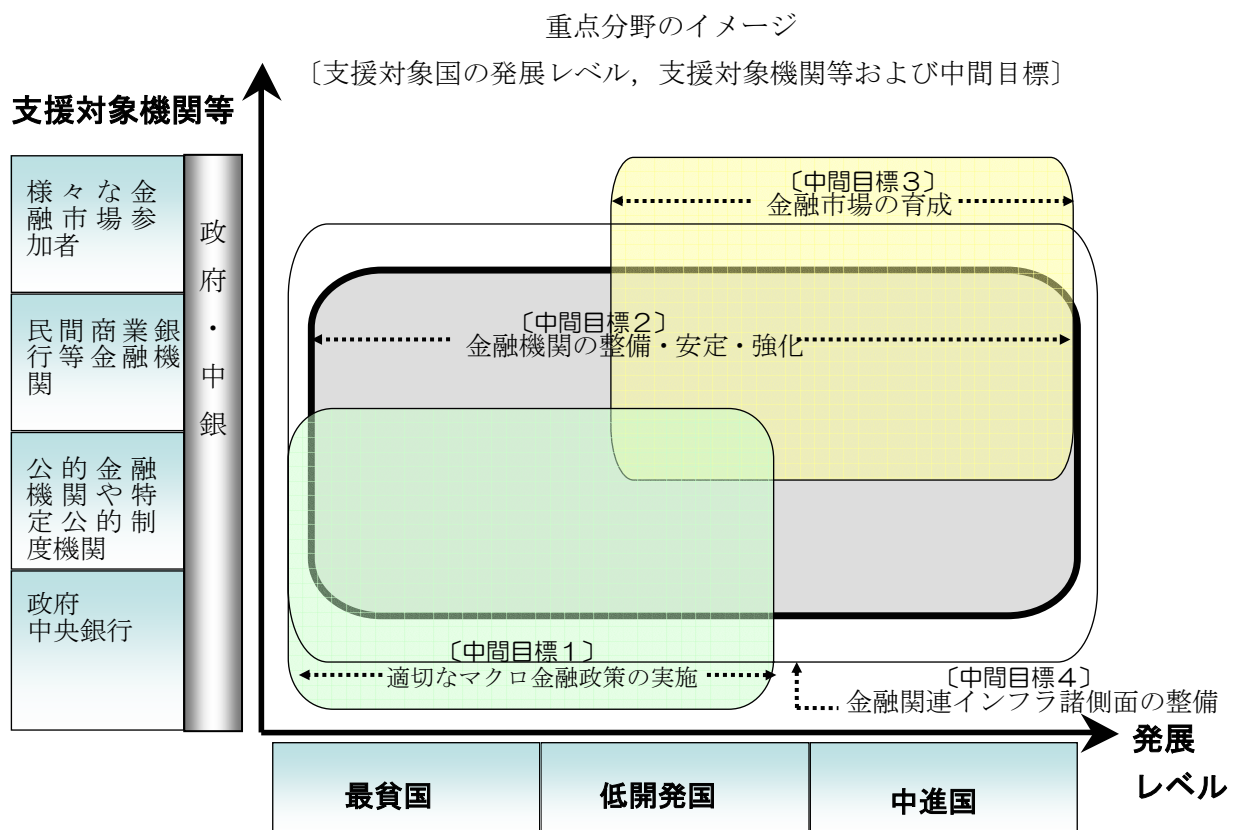 重点分野のイメージ
〔支援対象国の発展レベル，支援対象機関等および中間目標〕
支援対象機関等
様々な金
融市場参
加者
民間商業銀
行等金融機
関
公的金融
機関や特
定公的制
度機関
政府
中央銀行
政府・中銀
〔中間目標３〕
金融市場の育成
〔中間目標２〕
金融機関の整備・安定・強化
〔中間目標１〕
適切なマクロ金融政策の実施
〔中間目標４〕
金融関連インフラ諸側面の整備
発展
レベル
最貧国
低開発国
中進国